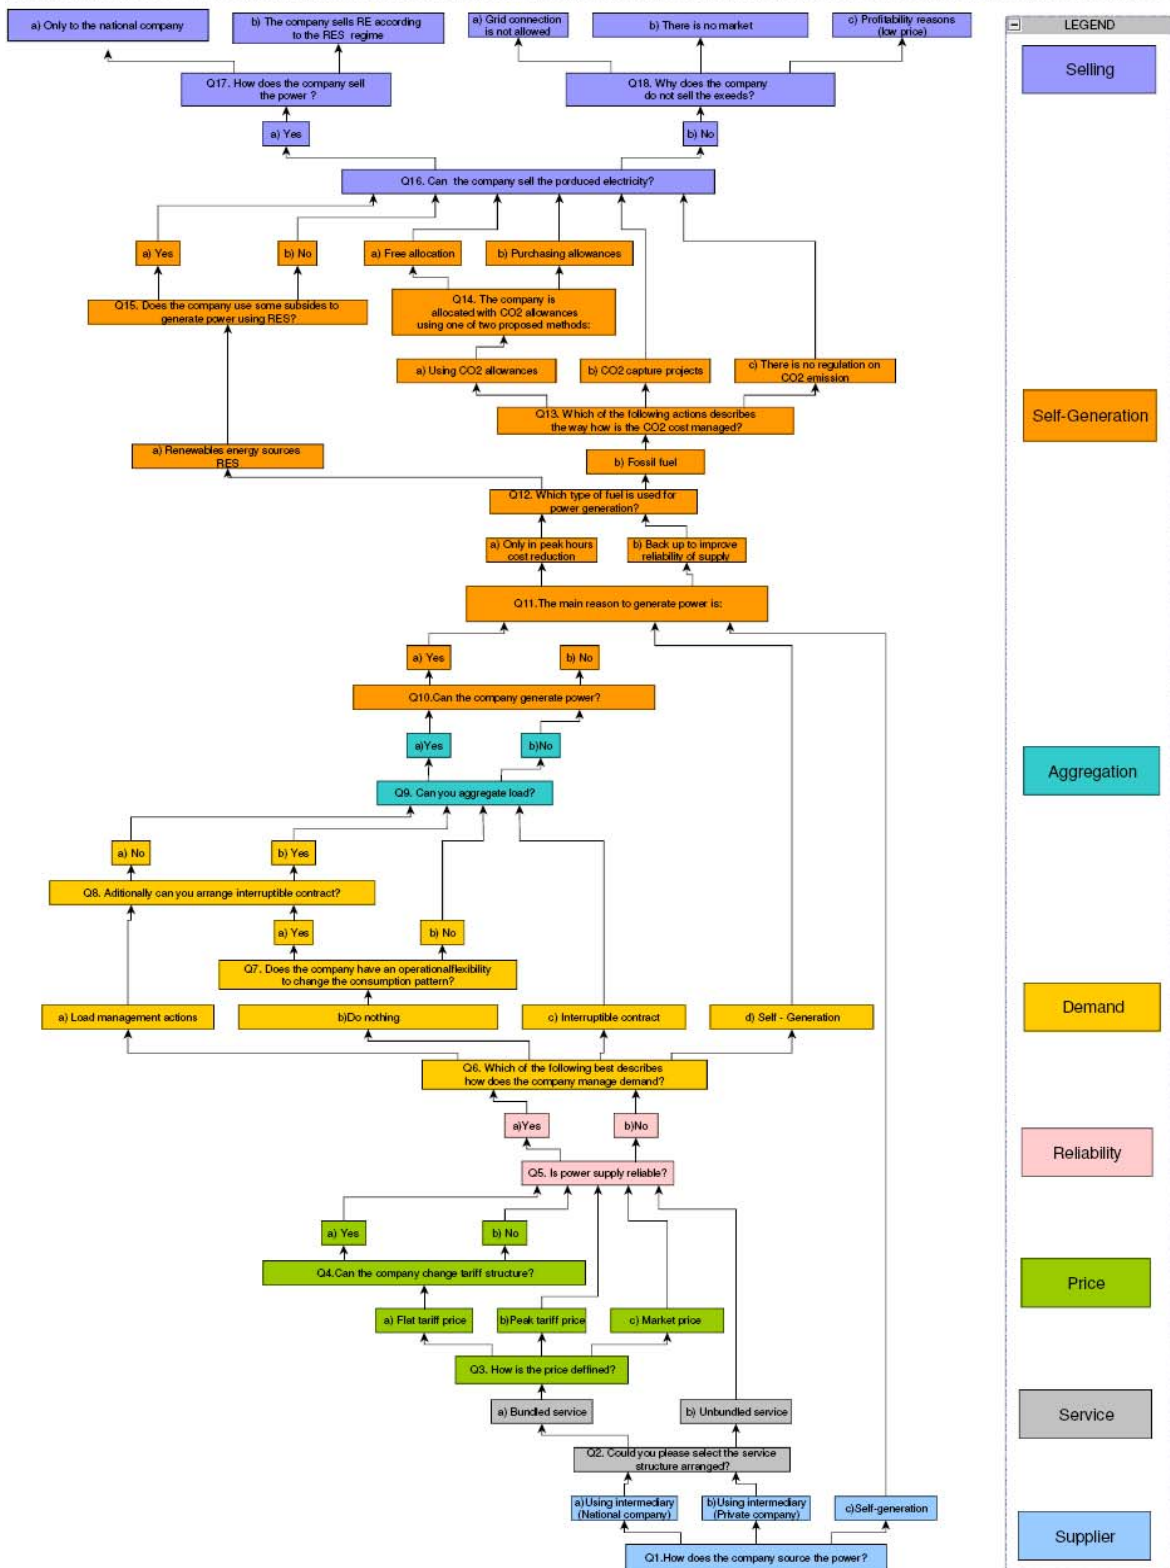 a) Only to the national company
b) The company sells RE according
to the RES regime
a) Grid connection
is not allowed
b) There is no market
c) Profitability reasons
(low price)
LEGEND
Selling
Q17. How does the company sell
the power ?
Q18. Why does the company
do not sell the exeeds?
a) Yes
b) No
Q16. Can the company sell the porduced electricity?
a) Yes
b) No
a) Free allocation
b) Purchasing allowances
Q15. Does the company use some subsides to
generate power using RES?
Q14. The company is
allocated with CO2 allowances
using one of two proposed methods:
a) Using CO2 allowances
b) CO2 capture projects
c) There is no regulation on
CO2 emission
Q13. Which of the following actions describes
the way how is the CO2 cost managed?
Self-Generation
a) Renewables energy sources
RES
b) Fossil fuel
Q12. Which type of fuel is used for
power generation?
a) Only in peak hours
cost reduction
b) Back up to improve
reliability of supply
Q11.The main reason to generate power is:
a) Yes
b) No
Q10.Can the company generate power?
a)Yes
b)No
Aggregation
Q9. Can you aggregate load?
a) No
b) Yes
Q8. Aditionally can you arrange interruptible contract?
a) Yes
b) No
Q7. Does the company have an operationalflexibility
to change the consumption pattern?
a) Load management actions
b)Do nothing
c) Interruptible contract
d) Self - Generation
Demand
Q6. Which of the following best describes
how does the company manage demand?
a)Yes
b)No
Reliability
Q5. Is power supply reliable?
a) Yes
b) No
Q4.Can the company change tariff structure?
Price
a) Flat tariff price
b)Peak tariff price
c) Market price
Q3. How is the price deffined?
a) Bundled service
b) Unbundled service
Service
Q2. Could you please select the service
structure arranged?
a)Using intermediary
(National company)
b)Using intermediary
(Private company)
c)Self-generation
Supplier
Q1.How does the company source the power?